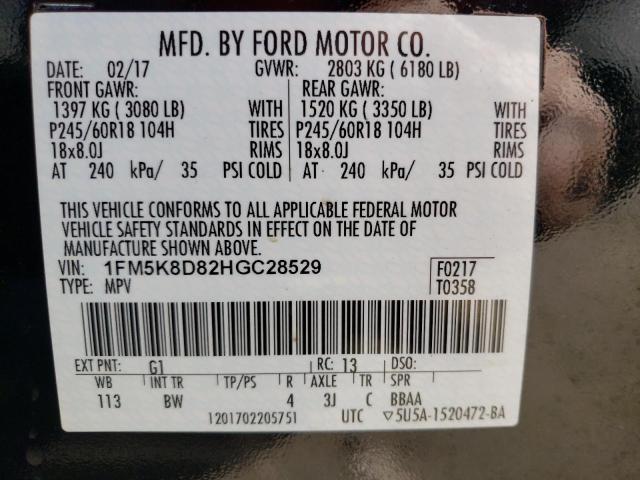 MFD. BY FORD MOTOR CO.
DATE: 02/17 GVWR: 2803 KG ( 6180 LB)
FRONT GAWR: REAR GAWR:
1397 KG ( 3080 LB) WITH 1520 KG ( 3350 LB) WITH
P245/60R18 104H TIRES P245/60R18 104H TIRES
18x8.0J RIMS 18x8.0J RIMS
AT 240 kPa/ 35 PSI COLD AT 240 kPa/ 35 PSI COLD
THIS VEHICLE CONFORMS TO ALL APPLICABLE FEDERAL MOTOR
VEHICLE SAFETY STANDARDS IN EFFECT ON THE DATE OF
MANUFACTURE SHOWN ABOVE.
VIN: 1FM5K8D82HGC28529 F0217
TYPE: MPV T0358
EXT PNT: G1 RC: 13 DSO:
WB INT TR TP/PS R AXLE TR SPR
113 BW 4 3J C BBAA
1201702205751 UTC ▽5U5A-1520472-BA